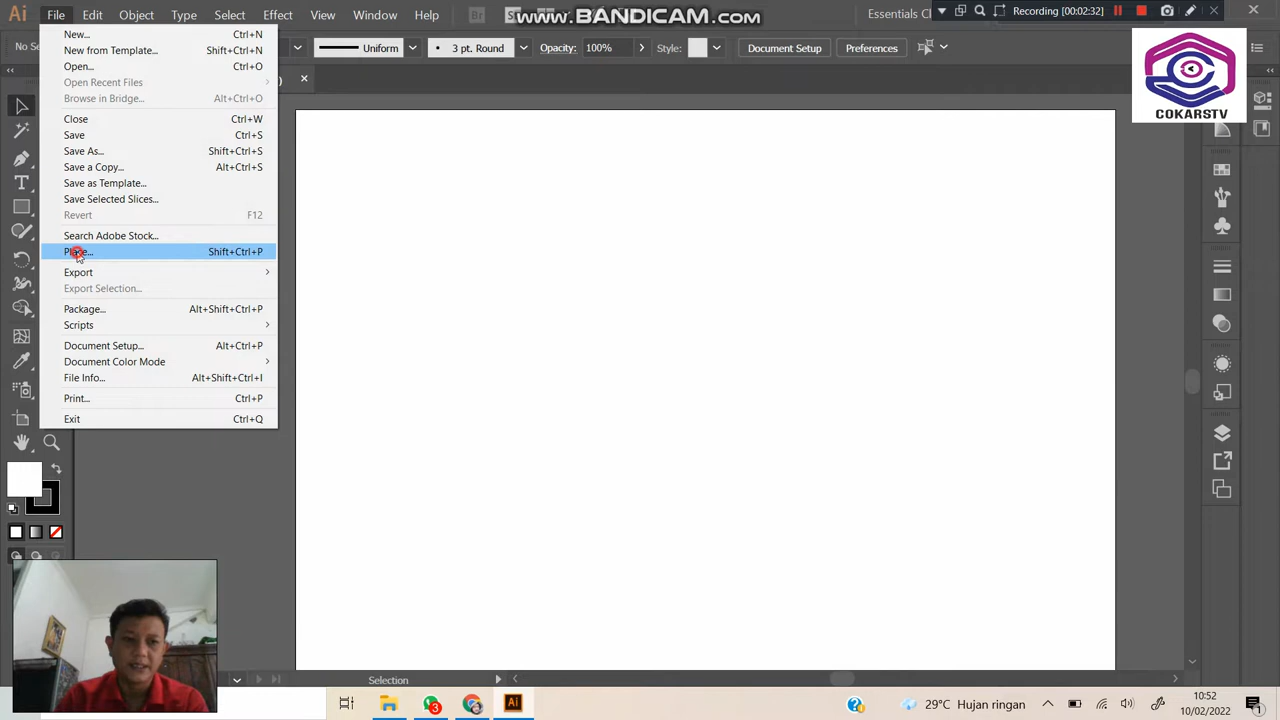 Ai File Edit Object Type Select Effect View Window Help Br
www.BANDICAM.com
Essentials Cl
Recording (00:02:32)
Uniform
3 pt. Round
Opacity: 100%
Style:
Document Setup
Preferences
COKARSTV
New... Ctrl+N
New from Template... Shift+Ctrl+N
Open... Ctrl+O
Open Recent Files
Browse in Bridge... Alt+Ctrl+O
Close Ctrl+W
Save Ctrl+S
Save As... Shift+Ctrl+S
Save a Copy... Alt+Ctrl+S
Save as Template...
Save Selected Slices...
Revert F12
Search Adobe Stock...
Place... Shift+Ctrl+P
Export
Export Selection...
Package... Alt+Shift+Ctrl+P
Scripts
Document Setup... Alt+Ctrl+P
Document Color Mode
File Info... Alt+Shift+Ctrl+I
Print... Ctrl+P
Exit Ctrl+Q
Selection
3
Ai
29°C Hujan ringan
10:52
10/02/2022
1